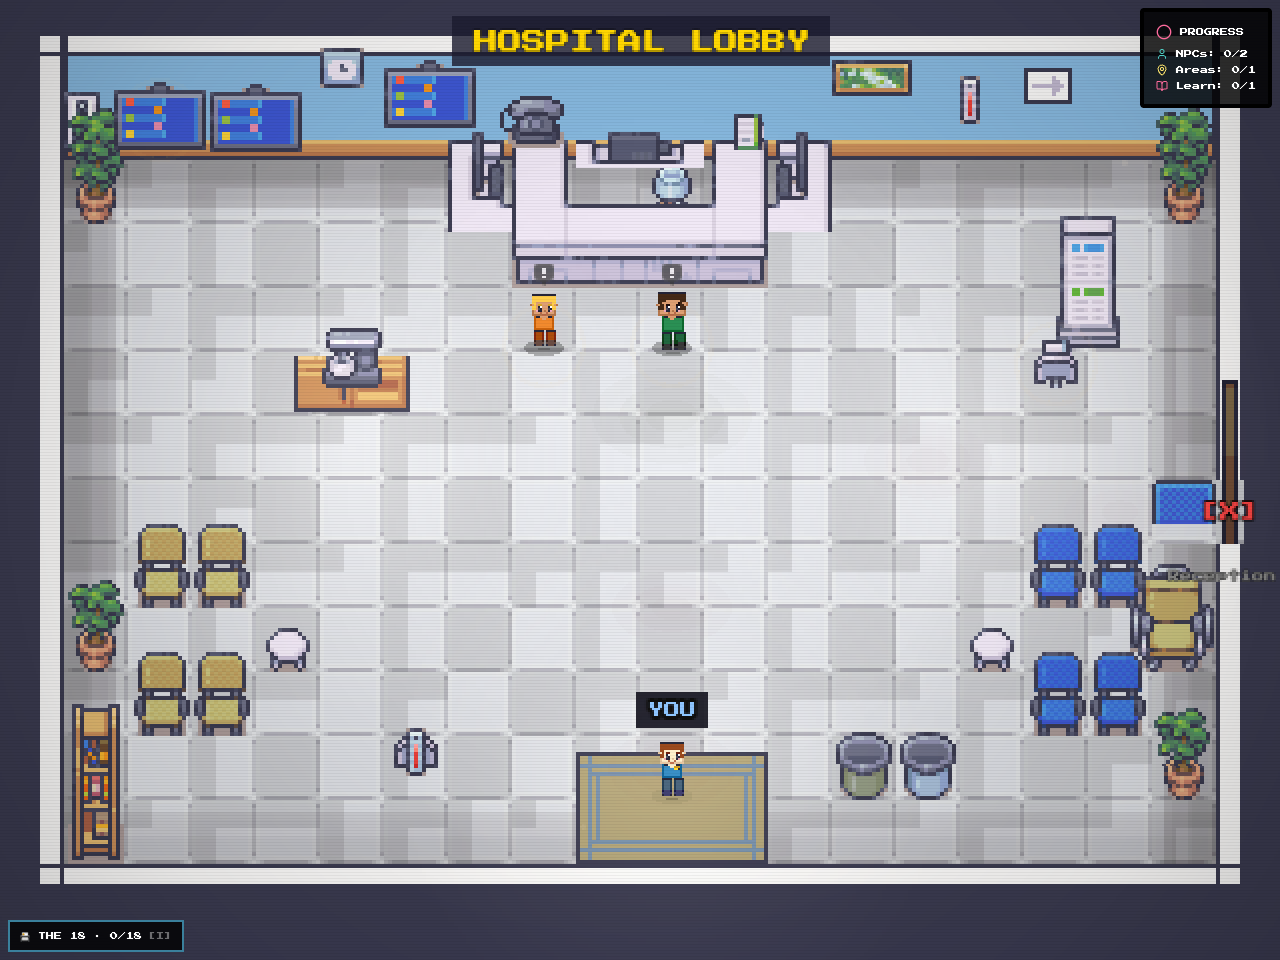 HOSPITAL LOBBY
PROGRESS
NPCs: 0/2
Areas: 0/1
Learn: 0/1
[X]
Reception
YOU
THE 18 · 0/18 [I]